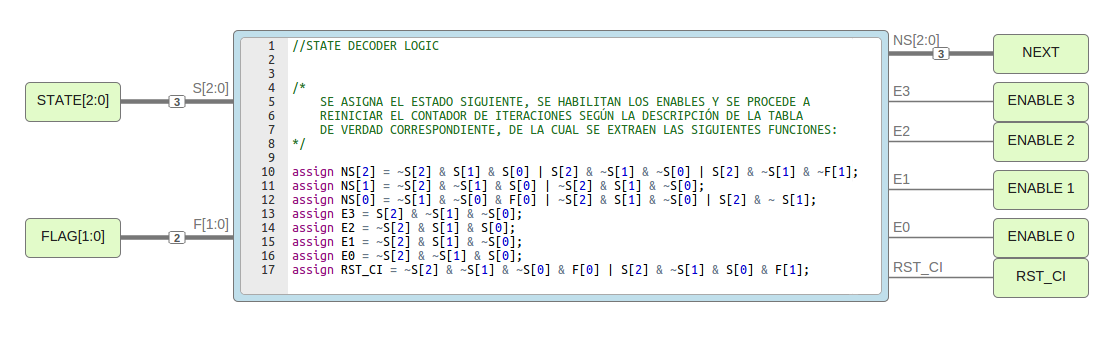 STATE[2:0]
3
S[2:0]
FLAG[1:0]
2
F[1:0]
1 //STATE DECODER LOGIC
2
3
4 /*
5 SE ASIGNA EL ESTADO SIGUIENTE, SE HABILITAN LOS ENABLES Y SE PROCEDE A
6 REINICIAR EL CONTADOR DE ITERACIONES SEGÚN LA DESCRIPCIÓN DE LA TABLA
7 DE VERDAD CORRESPONDIENTE, DE LA CUAL SE EXTRAEN LAS SIGUIENTES FUNCIONES:
8 */
9
10 assign NS[2] = ~S[2] & S[1] & S[0] | S[2] & ~S[1] & ~S[0] | S[2] & ~S[1] & ~F[1];
11 assign NS[1] = ~S[2] & ~S[1] & S[0] | ~S[2] & S[1] & ~S[0];
12 assign NS[0] = ~S[1] & ~S[0] & F[0] | ~S[2] & S[1] & ~S[0] | S[2] & ~ S[1];
13 assign E3 = S[2] & ~S[1] & ~S[0];
14 assign E2 = ~S[2] & S[1] & S[0];
15 assign E1 = ~S[2] & S[1] & ~S[0];
16 assign E0 = ~S[2] & ~S[1] & S[0];
17 assign RST_CI = ~S[2] & ~S[1] & ~S[0] & F[0] | S[2] & ~S[1] & S[0] & F[1];
NS[2:0]
3
NEXT
E3
ENABLE 3
E2
ENABLE 2
E1
ENABLE 1
E0
ENABLE 0
RST_CI
RST_CI